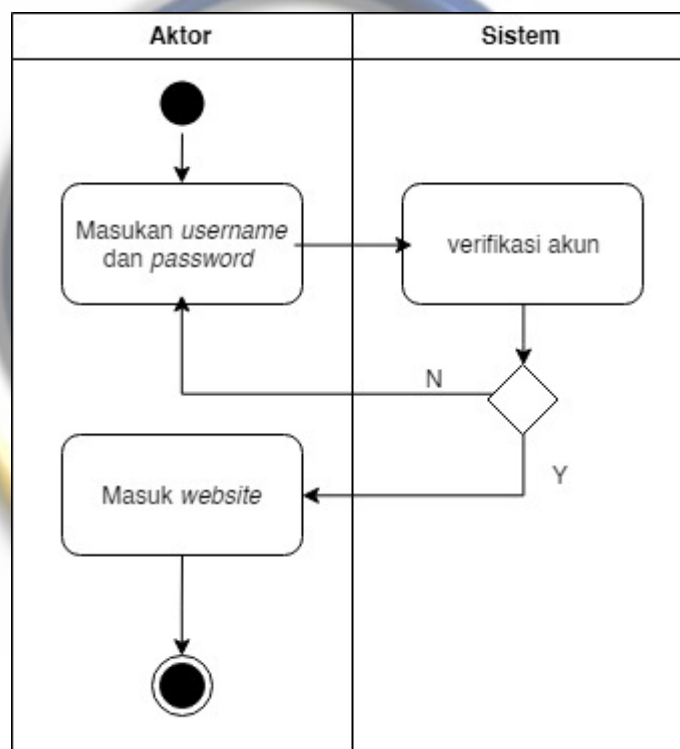 Aktor
Sistem
Masukan username
dan password
verifikasi akun
N
Y
Masuk website